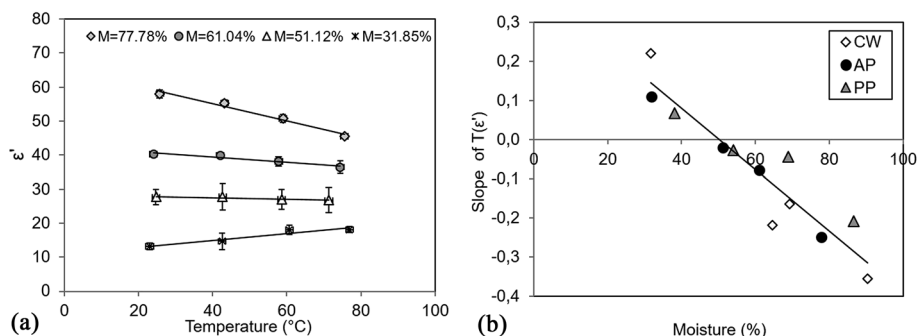 80
M=77.78% M=61.04% M=51.12% M=31.85%
70
60
50
ε'
40
30
20
10
0
0 20 40 60 80 100
Temperature (°C)
(a)
0,3
CW
AP
PP
0,2
0,1
Slope of T(ε')
0,0
0 20 40 60 80 100
-0,1
-0,2
-0,3
-0,4
Moisture (%)
(b)